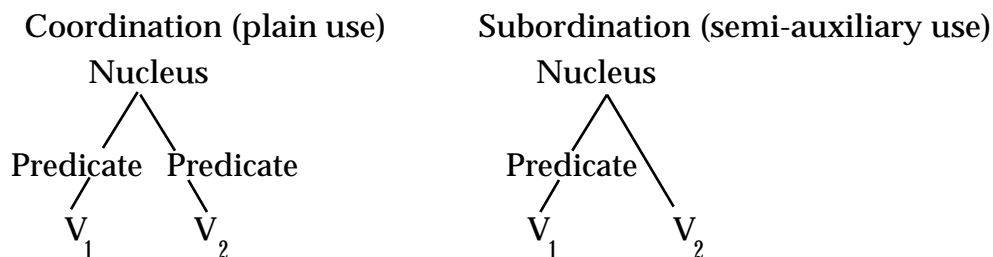 Coordination (plain use) Subordination (semi-auxiliary use)
Nucleus Nucleus
Predicate Predicate Predicate
V1 V2 V1 V2